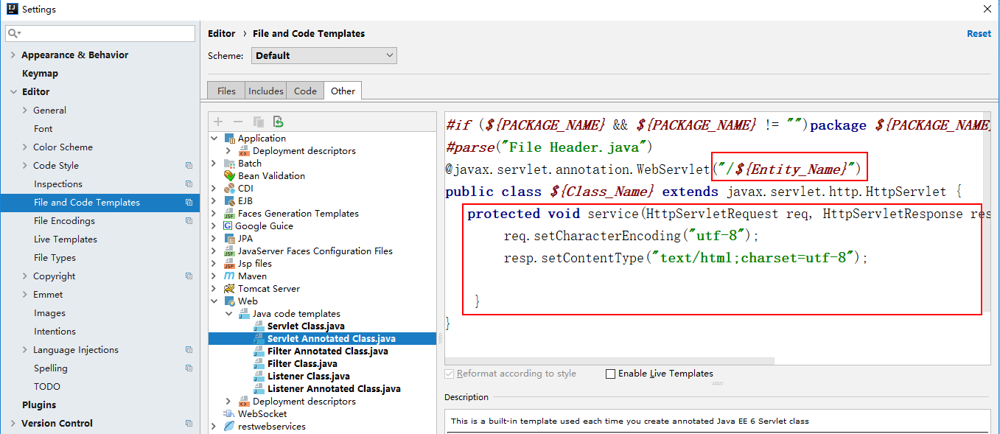 Settings
Editor › File and Code Templates
Reset
Scheme: Default
Appearance & Behavior
Keymap
Editor
General
Font
Color Scheme
Code Style
Inspections
File and Code Templates
File Encodings
Live Templates
File Types
Copyright
Emmet
Images
Intentions
Language Injections
Spelling
TODO
Plugins
Version Control
Files Includes Code Other
Application
Deployment descriptors
Batch
Bean Validation
CDI
EJB
Faces Generation Templates
Google Guice
JPA
JavaServer Faces Configuration Files
Jsp files
Maven
Tomcat Server
Web
Java code templates
Servlet Class.java
Servlet Annotated Class.java
Filter Annotated Class.java
Filter Class.java
Listener Class.java
Listener Annotated Class.java
Deployment descriptors
WebSocket
restwebservices
#if (${PACKAGE_NAME} && ${PACKAGE_NAME} != "")package ${PACKAGE_NAME
#parse("File Header.java")
@javax.servlet.annotation.WebServlet("/${Entity_Name}")
public class ${Class_Name} extends javax.servlet.http.HttpServlet {
protected void service(HttpServletRequest req, HttpServletResponse res
req.setCharacterEncoding("utf-8");
resp.setContentType("text/html;charset=utf-8");
}
}
Reformat according to style Enable Live Templates
Description
This is a built-in template used each time you create annotated Java EE 6 Servlet class